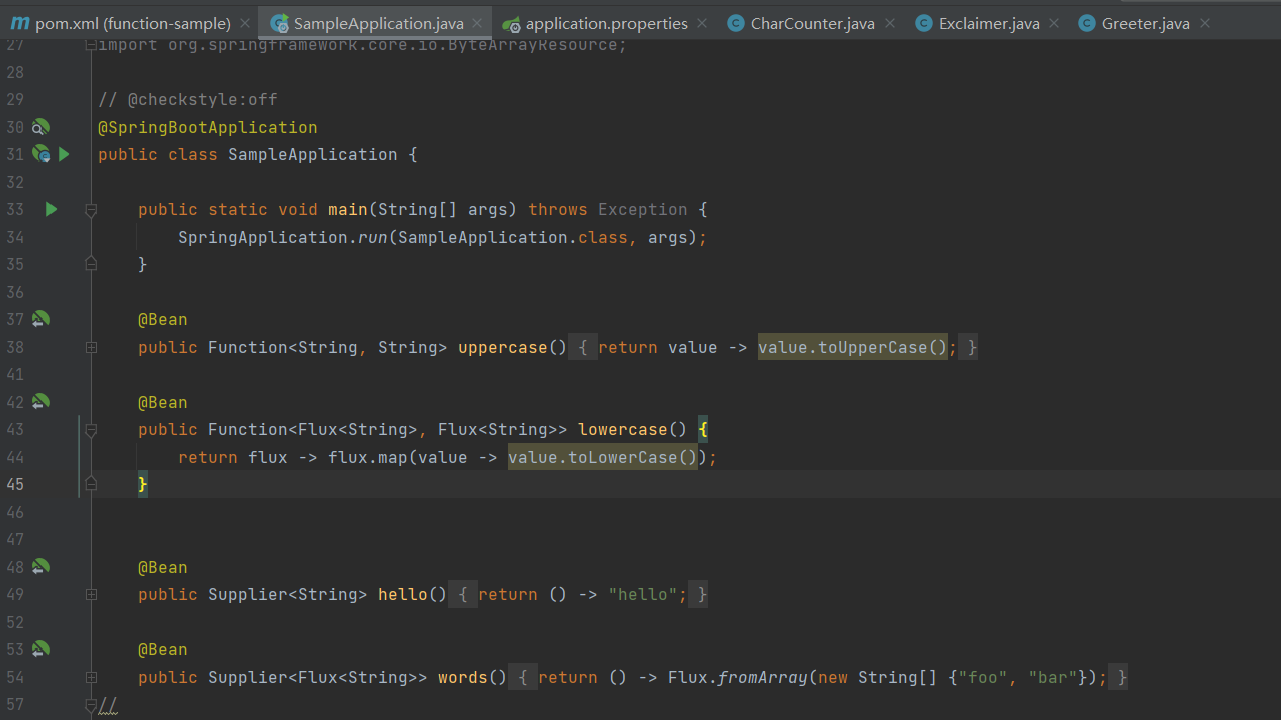 pom.xml (function-sample) SampleApplication.java application.properties CharCounter.java Exclaimer.java Greeter.java
27 import org.springframework.core.io.ByteArrayResource;
28
29 // @checkstyle:off
30 @SpringBootApplication
31 public class SampleApplication {
32
33 public static void main(String[] args) throws Exception {
34 SpringApplication.run(SampleApplication.class, args);
35 }
36
37 @Bean
38 public Function<String, String> uppercase() { return value -> value.toUpperCase(); }
41
42 @Bean
43 public Function<Flux<String>, Flux<String>> lowercase() {
44 return flux -> flux.map(value -> value.toLowerCase());
45 }
46
47
48 @Bean
49 public Supplier<String> hello() { return () -> "hello"; }
52
53 @Bean
54 public Supplier<Flux<String>> words() { return () -> Flux.fromArray(new String[] {"foo", "bar"}); }
57 //